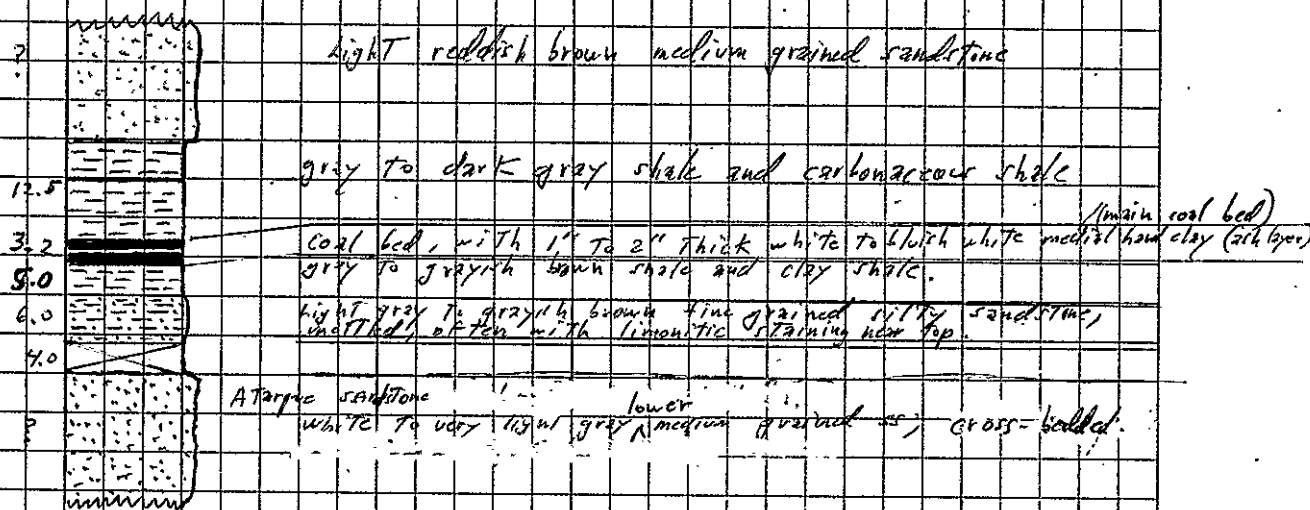 ? Light reddish brown medium grained sandstone
12.5 gray to dark gray shale and carbonaceous shale
(main coal bed)
3.2 coal bed, with 1" to 2" thick white to bluish white medial hard clay (ash layer)
5.0 gray to grayish brown shale and clay shale.
6.0 Light gray to grayish brown fine grained silty sandstone,
mottled, often with limonitic staining near top.
4.0
Atarque sandstone
lower
? white to very light gray ^ medium grained ss; cross-bedded.